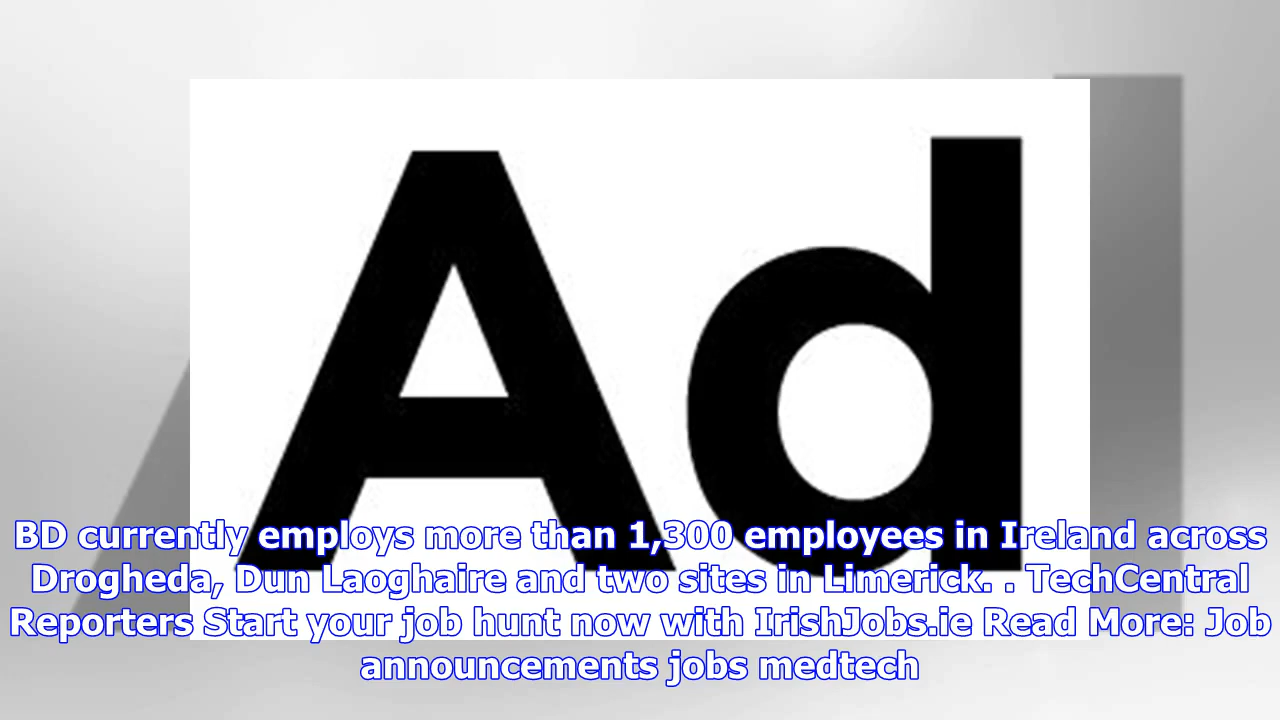 Ad
BD currently employs more than 1,300 employees in Ireland across
Drogheda, Dun Laoghaire and two sites in Limerick. . TechCentral
Reporters Start your job hunt now with IrishJobs.ie Read More: Job
announcements jobs medtech